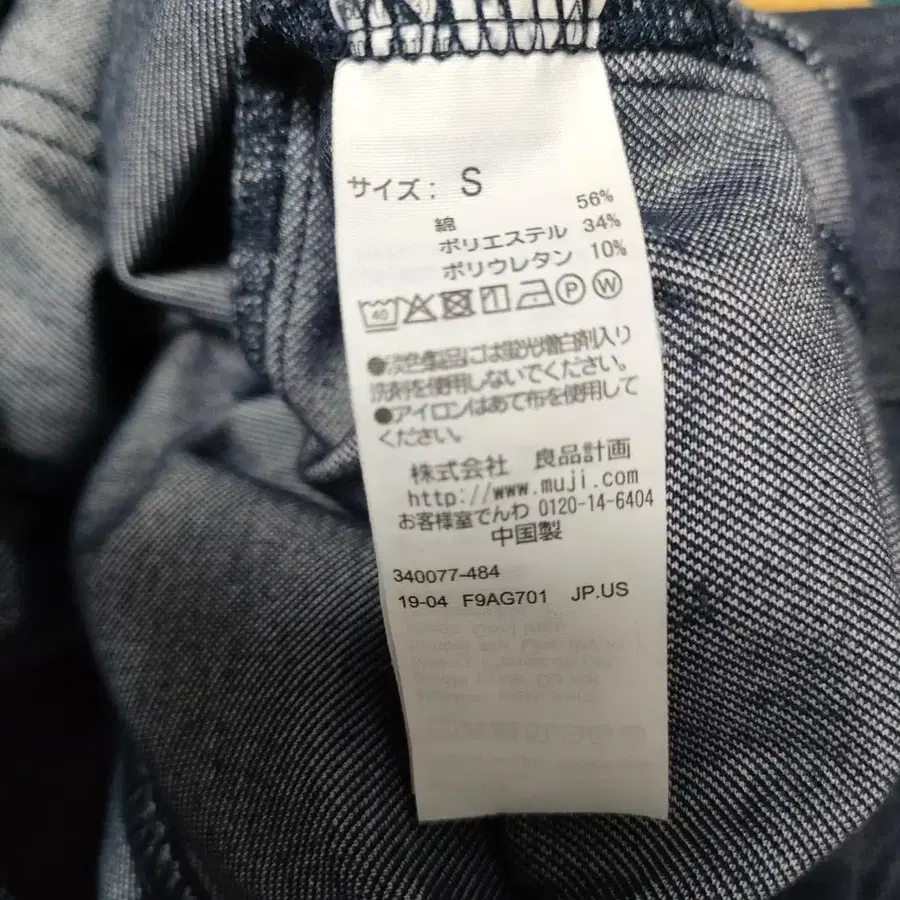 サイズ: S
綿 56%
ポリエステル 34%
ポリウレタン 10%
40 P W
●淡色製品には蛍光増白剤入り
洗剤を使用しないでください。
●アイロンはあて布を使用して
ください。
株式会社 良品計画
http://www.muji.com
お客様室でんわ 0120-14-6404
中国製
340077-484
19-04 F9AG701 JP.US